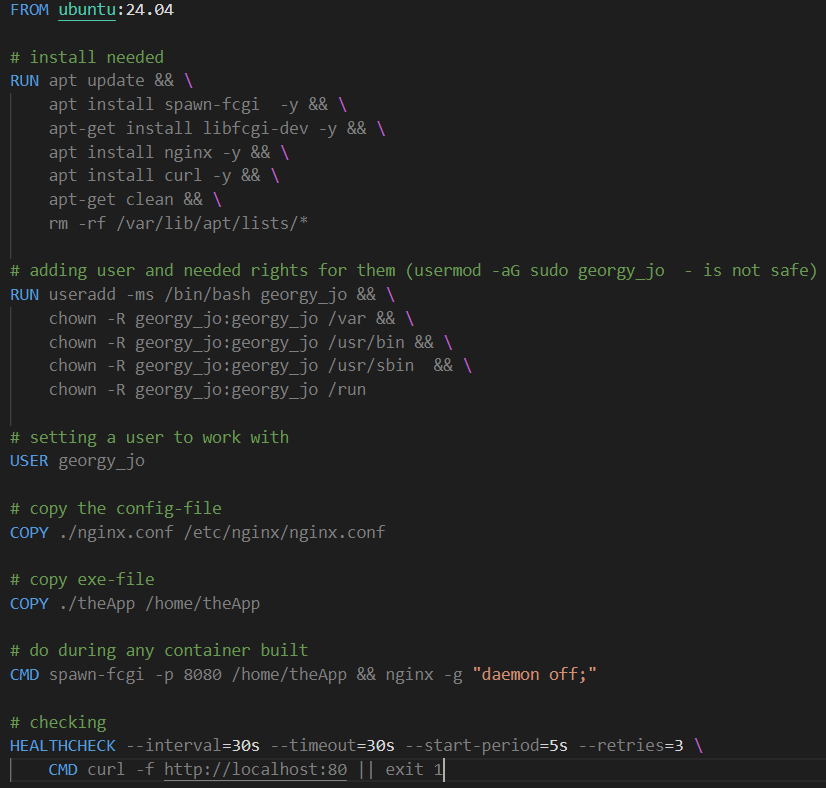 FROM ubuntu:24.04
# install needed
RUN apt update && \
    apt install spawn-fcgi  -y && \
    apt-get install libfcgi-dev -y && \
    apt install nginx -y && \
    apt install curl -y && \
    apt-get clean && \
    rm -rf /var/lib/apt/lists/*
# adding user and needed rights for them (usermod -aG sudo georgy_jo  - is not safe)
RUN useradd -ms /bin/bash georgy_jo && \
    chown -R georgy_jo:georgy_jo /var && \
    chown -R georgy_jo:georgy_jo /usr/bin && \
    chown -R georgy_jo:georgy_jo /usr/sbin  && \
    chown -R georgy_jo:georgy_jo /run
# setting a user to work with
USER georgy_jo
# copy the config-file
COPY ./nginx.conf /etc/nginx/nginx.conf
# copy exe-file
COPY ./theApp /home/theApp
# do during any container built
CMD spawn-fcgi -p 8080 /home/theApp && nginx -g "daemon off;"
# checking
HEALTHCHECK --interval=30s --timeout=30s --start-period=5s --retries=3 \
    CMD curl -f http://localhost:80 || exit 1